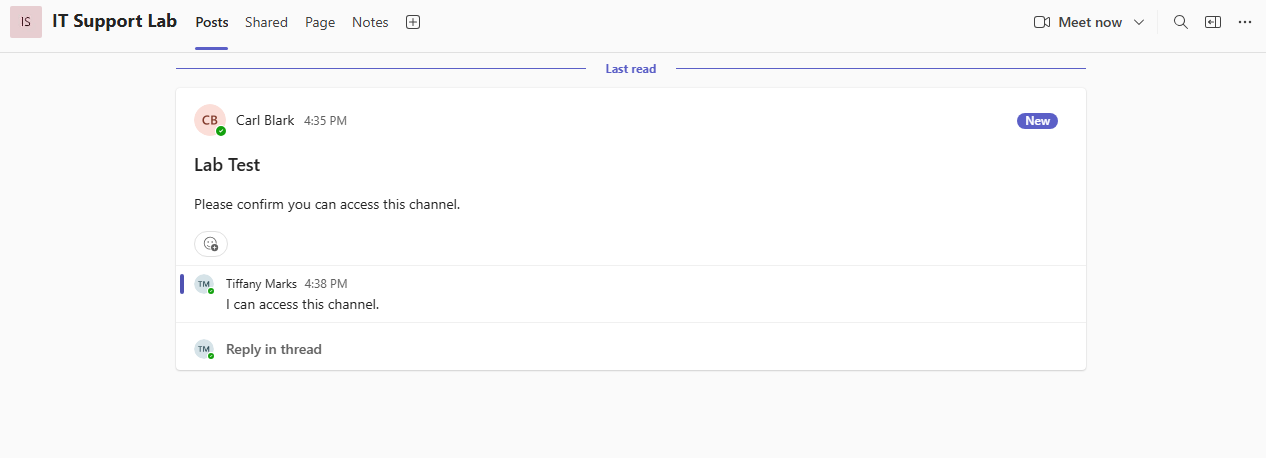 IS IT Support Lab Posts Shared Page Notes Meet now
Last read
CB Carl Blark 4:35 PM New
Lab Test
Please confirm you can access this channel.
TM Tiffany Marks 4:38 PM
I can access this channel.
TM Reply in thread